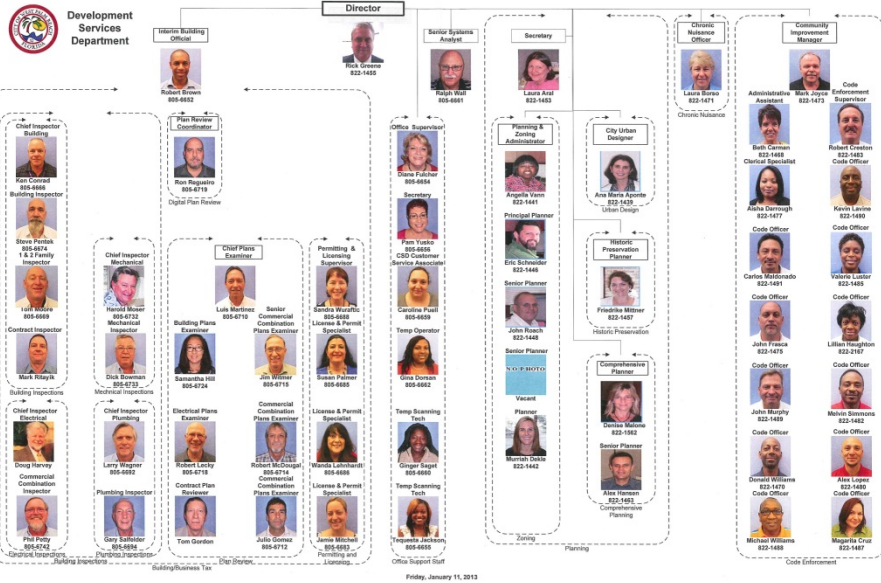 CITY OF WEST PALM BEACH
FLORIDA
Development
Services
Department
Director
Rick Greene
822-1455
Interim Building
Official
Robert Brown
805-6652
Senior Systems
Analyst
Ralph Wall
805-6661
Secretary
Laura Aral
822-1453
Chronic
Nuisance
Officer
Laura Borso
822-1471
Chronic Nuisance
Community
Improvement
Manager
Mark Joyce
822-1473
Chief Inspector
Building
Ken Conrad
805-6666
Building Inspector
Steve Pentek
805-6674
1 & 2 Family
Inspector
Tom Moore
805-6669
Contract Inspector
Mark Ritayik
Building Inspections
Chief Inspector
Electrical
Doug Harvey
Commercial
Combination
Inspector
Phil Petty
805-6742
Electrical Inspections
Chief Inspector
Mechanical
Harold Moser
805-6732
Mechanical
Inspector
Dick Bowman
805-6733
Mechnical Inspections
Chief Inspector
Plumbing
Larry Wagner
805-6692
Plumbing Inspector
Gary Salfelder
805-6694
Plumbing Inspections
Building Inspections
Plan Review
Coordinator
Ron Regueiro
805-6719
Digital Plan Review
Chief Plans
Examiner
Luis Martinez
805-6710
Building Plans
Examiner
Samantha Hill
805-6724
Electrical Plans
Examiner
Robert Lecky
805-6718
Contract Plan
Reviewer
Tom Gordon
Senior
Commercial
Combination
Plans Examiner
Jim Witmer
805-6715
Commercial
Combination
Plans Examiner
Robert McDougal
805-6714
Commercial
Combination
Plans Examiner
Julio Gomez
805-6712
Plan Review
Permitting &
Licensing
Supervisor
Sandra Wuraftic
805-6688
License & Permit
Specialist
Susan Palmer
805-6685
License & Permit
Specialist
Wanda Lehnhardt
805-6686
License & Permit
Specialist
Jamie Mitchell
805-6683
Permitting and
Licensing
Building/Business Tax
Office Supervisor
Diane Fulcher
805-6654
Secretary
Pam Yusko
805-6656
CSD Customer
Service Associate
Caroline Puell
805-6659
Temp Operator
Gina Dorsan
805-6662
Temp Scanning
Tech
Ginger Saget
805-6660
Temp Scanning
Tech
Tequesta Jackson
805-6655
Office Support Staff
Planning &
Zoning
Administrator
Angella Vann
822-1441
Principal Planner
Eric Schneider
822-1446
Senior Planner
John Roach
822-1448
Senior Planner
NO PHOTO
Vacant
Planner
Murriah Dekle
822-1442
Zoning
City Urban
Designer
Ana Maria Aponte
822-1439
Urban Design
Historic
Preservation
Planner
Friedrike Mittner
822-1457
Historic Preservation
Comprehensive
Planner
Denise Malone
822-1552
Senior Planner
Alex Hansen
822-1463
Comprehensive
Planning
Planning
Administrative
Assistant
Beth Carman
822-1468
Clerical Specialist
Aisha Darrough
822-1477
Code Officer
Carlos Maldonado
822-1491
Code Officer
John Frasca
822-1475
Code Officer
John Murphy
822-1489
Code Officer
Donald Williams
822-1470
Code Officer
Michael Williams
822-1488
Code
Enforcement
Supervisor
Robert Creston
822-1483
Code Officer
Kevin Lavine
822-1490
Code Officer
Valerie Luster
822-1485
Code Officer
Lillian Haughton
822-2167
Code Officer
Melvin Simmons
822-1482
Code Officer
Alex Lopez
822-1480
Code Officer
Magarita Cruz
822-1487
Code Enforcement
Friday, January 11, 2013